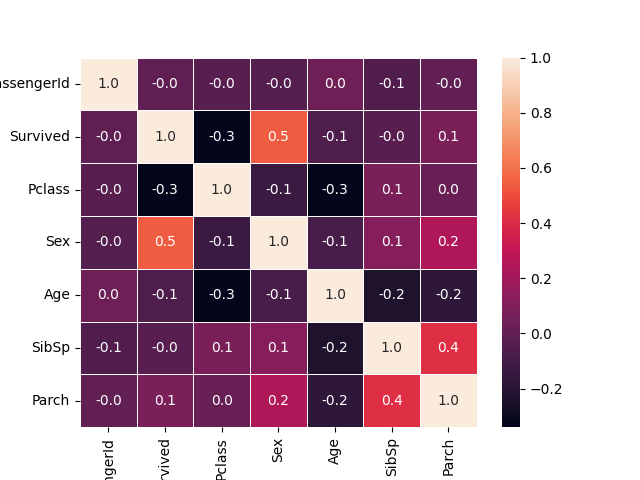 ssengerId 1.0 -0.0 -0.0 -0.0 0.0 -0.1 -0.0
Survived -0.0 1.0 -0.3 0.5 -0.1 -0.0 0.1
Pclass -0.0 -0.3 1.0 -0.1 -0.3 0.1 0.0
Sex -0.0 0.5 -0.1 1.0 -0.1 0.1 0.2
Age 0.0 -0.1 -0.3 -0.1 1.0 -0.2 -0.2
SibSp -0.1 -0.0 0.1 0.1 -0.2 1.0 0.4
Parch -0.0 0.1 0.0 0.2 -0.2 0.4 1.0
ngerId rvived Pclass Sex Age SibSp Parch
1.0
0.8
0.6
0.4
0.2
0.0
−0.2